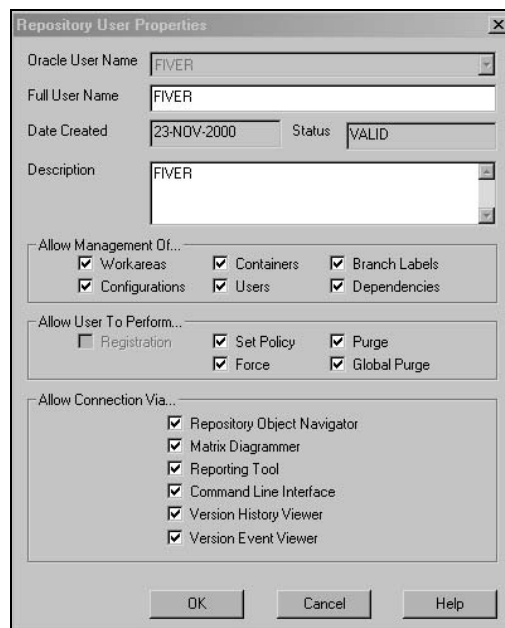 Repository User Properties
Oracle User Name FIVER
Full User Name FIVER
Date Created 23-NOV-2000 Status VALID
Description FIVER
Allow Management Of...
Workareas Containers Branch Labels
Configurations Users Dependencies
Allow User To Perform...
Registration Set Policy Purge
Force Global Purge
Allow Connection Via...
Repository Object Navigator
Matrix Diagrammer
Reporting Tool
Command Line Interface
Version History Viewer
Version Event Viewer
OK Cancel Help